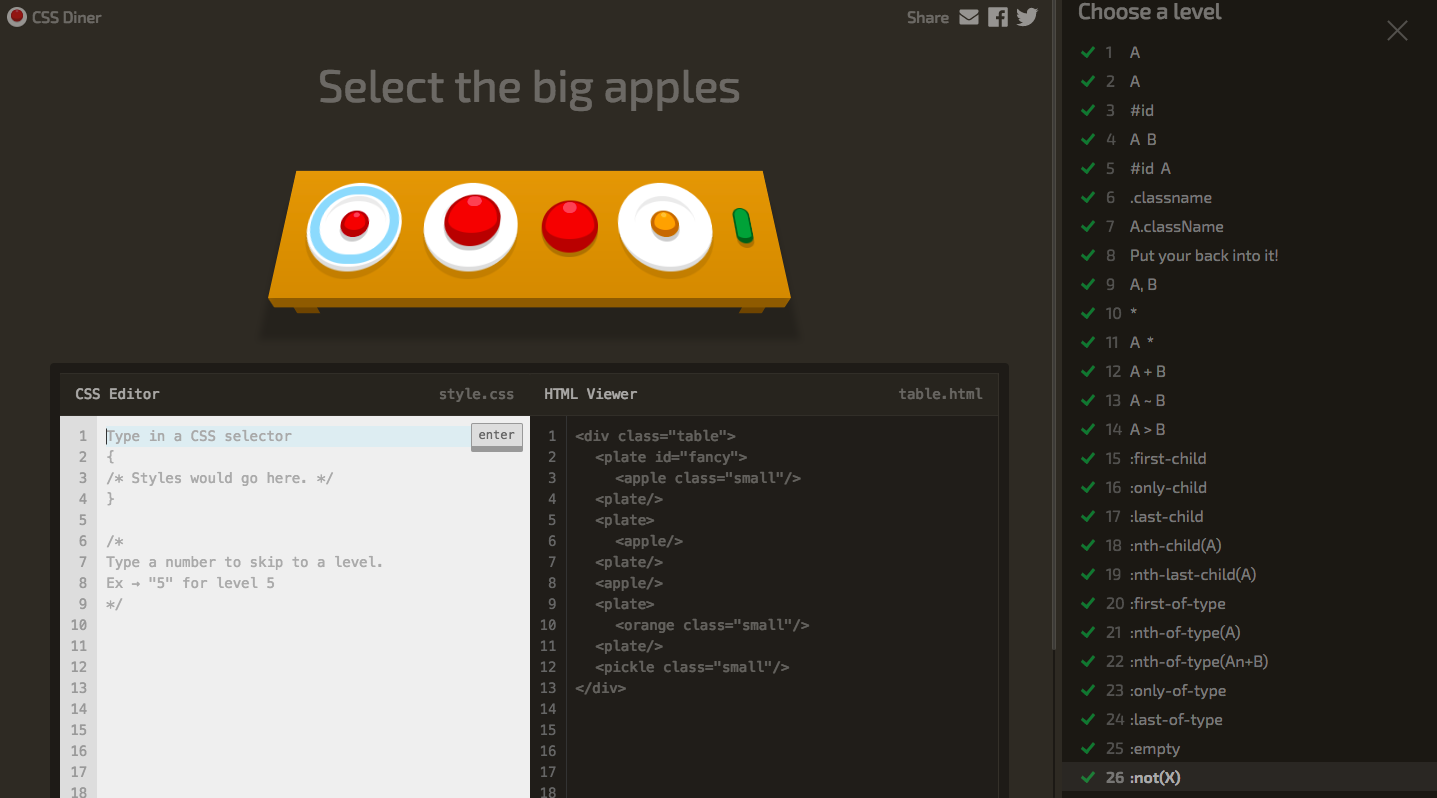 CSS Diner
Share
Select the big apples
CSS Editor style.css
1 Type in a CSS selector enter
2 {
3 /* Styles would go here. */
4 }
5
6 /*
7 Type a number to skip to a level.
8 Ex → "5" for level 5
9 */
10
11
12
13
14
15
16
17
18
HTML Viewer table.html
1 <div class="table">
2 <plate id="fancy">
3 <apple class="small"/>
4 <plate/>
5 <plate>
6 <apple/>
7 <plate/>
8 <apple/>
9 <plate>
10 <orange class="small"/>
11 <plate/>
12 <pickle class="small"/>
13 </div>
14
15
16
17
18
Choose a level
1 A
2 A
3 #id
4 A B
5 #id A
6 .classname
7 A.className
8 Put your back into it!
9 A, B
10 *
11 A *
12 A + B
13 A ~ B
14 A > B
15 :first-child
16 :only-child
17 :last-child
18 :nth-child(A)
19 :nth-last-child(A)
20 :first-of-type
21 :nth-of-type(A)
22 :nth-of-type(An+B)
23 :only-of-type
24 :last-of-type
25 :empty
26 :not(X)